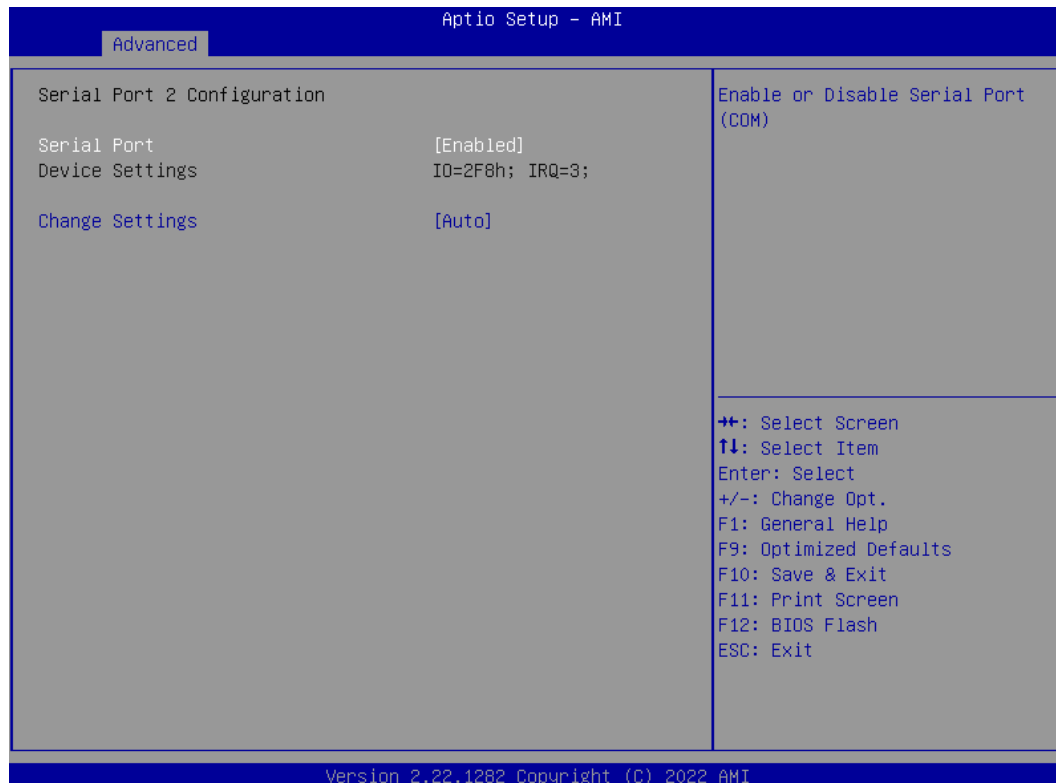 Aptio Setup – AMI
Advanced
Serial Port 2 Configuration
Serial Port [Enabled]
Device Settings IO=2F8h; IRQ=3;
Change Settings [Auto]
Enable or Disable Serial Port
(COM)
→←: Select Screen
↑↓: Select Item
Enter: Select
+/-: Change Opt.
F1: General Help
F9: Optimized Defaults
F10: Save & Exit
F11: Print Screen
F12: BIOS Flash
ESC: Exit
Version 2.22.1282 Copyright (C) 2022 AMI